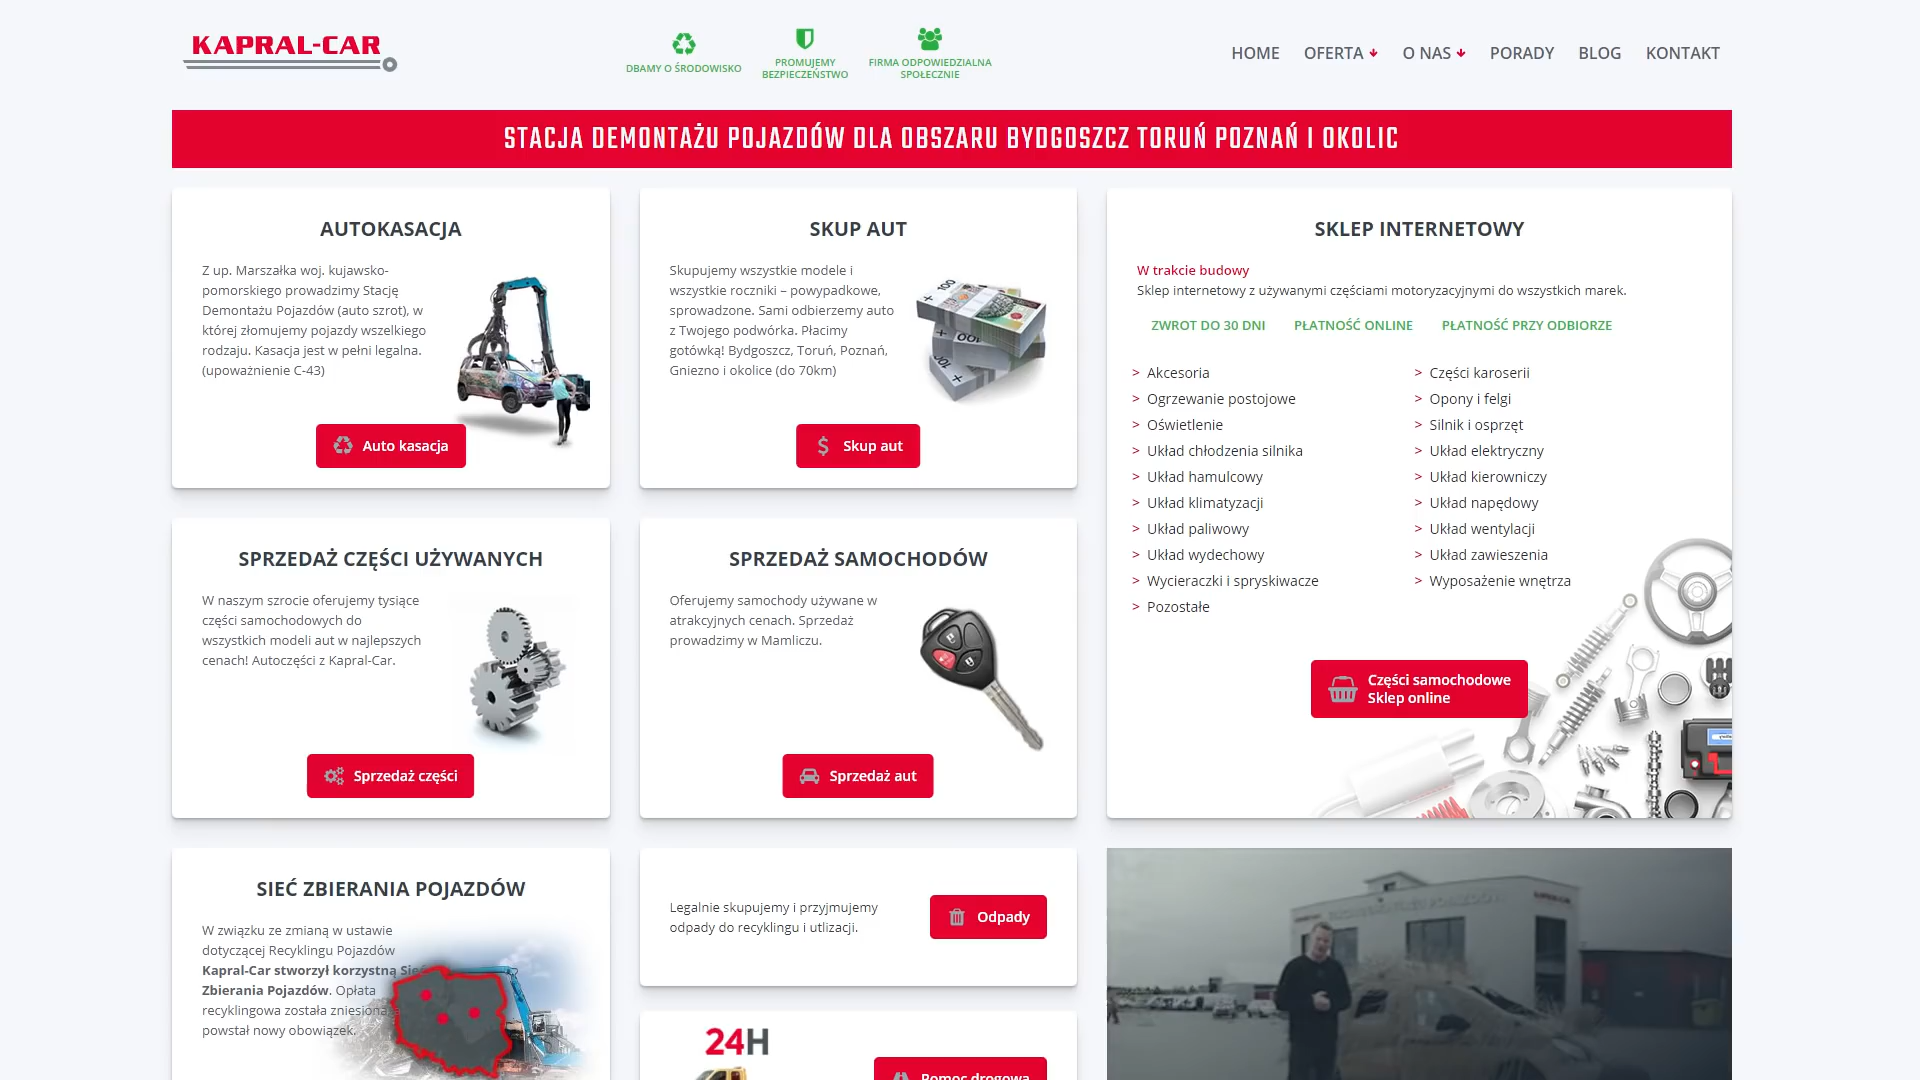 KAPRAL-CAR
DBAMY O ŚRODOWISKO
PROMUJEMY
BEZPIECZEŃSTWO
FIRMA ODPOWIEDZIALNA
SPOŁECZNIE
HOME
OFERTA
O NAS
PORADY
BLOG
KONTAKT
STACJA DEMONTAŻU POJAZDÓW DLA OBSZARU BYDGOSZCZ TORUŃ POZNAŃ I OKOLIC
AUTOKASACJA
Z up. Marszałka woj. kujawsko-
pomorskiego prowadzimy Stację
Demontażu Pojazdów (auto szrot), w
której złomujemy pojazdy wszelkiego
rodzaju. Kasacja jest w pełni legalna.
(upoważnienie C-43)
Auto kasacja
SKUP AUT
Skupujemy wszystkie modele i
wszystkie roczniki – powypadkowe,
sprowadzone. Sami odbierzemy auto
z Twojego podwórka. Płacimy
gotówką! Bydgoszcz, Toruń, Poznań,
Gniezno i okolice (do 70km)
Skup aut
SKLEP INTERNETOWY
W trakcie budowy
Sklep internetowy z używanymi częściami motoryzacyjnymi do wszystkich marek.
ZWROT DO 30 DNI
PŁATNOŚĆ ONLINE
PŁATNOŚĆ PRZY ODBIORZE
> Akcesoria
> Ogrzewanie postojowe
> Oświetlenie
> Układ chłodzenia silnika
> Układ hamulcowy
> Układ klimatyzacji
> Układ paliwowy
> Układ wydechowy
> Wycieraczki i spryskiwacze
> Pozostałe
> Części karoserii
> Opony i felgi
> Silnik i osprzęt
> Układ elektryczny
> Układ kierowniczy
> Układ napędowy
> Układ wentylacji
> Układ zawieszenia
> Wyposażenie wnętrza
Części samochodowe
Sklep online
SPRZEDAŻ CZĘŚCI UŻYWANYCH
W naszym szrocie oferujemy tysiące
części samochodowych do
wszystkich modeli aut w najlepszych
cenach! Autoczęści z Kapral-Car.
Sprzedaż części
SPRZEDAŻ SAMOCHODÓW
Oferujemy samochody używane w
atrakcyjnych cenach. Sprzedaż
prowadzimy w Mamliczu.
Sprzedaż aut
SIEĆ ZBIERANIA POJAZDÓW
W związku ze zmianą w ustawie
dotyczącej Recyklingu Pojazdów
Kapral-Car stworzył korzystną Sieć
Zbierania Pojazdów. Opłata
recyklingowa została zniesiona, a
powstał nowy obowiązek.
Legalnie skupujemy i przyjmujemy
odpady do recyklingu i utlizacji.
Odpady
24H
Pomoc drogowa